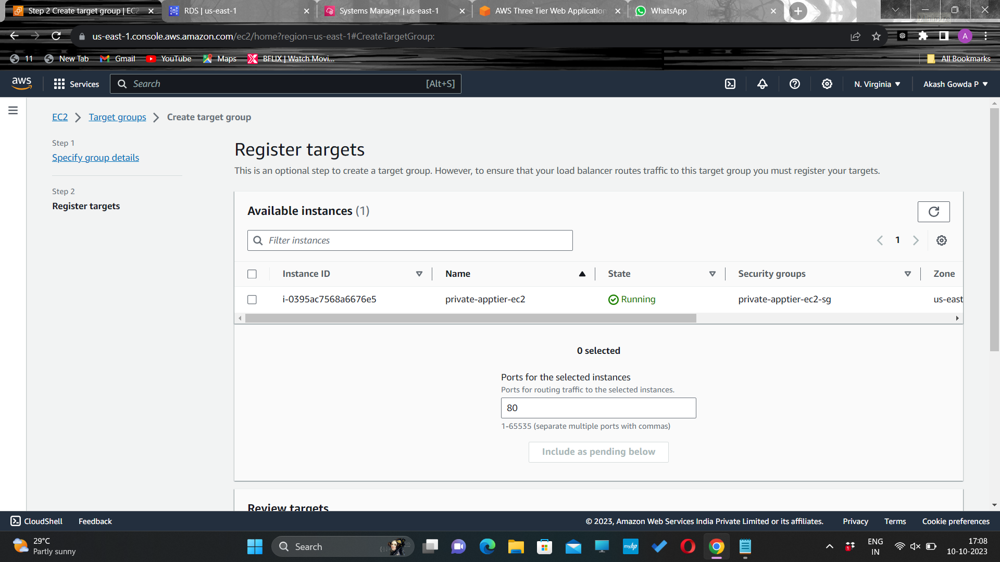 Step 2 Create target group | EC2
RDS | us-east-1
Systems Manager | us-east-1
AWS Three Tier Web Application
WhatsApp
Minimize
us-east-1.console.aws.amazon.com/ec2/home?region=us-east-1#CreateTargetGroup:
A
11
New Tab
Gmail
YouTube
Maps
BFLIX | Watch Movi...
All Bookmarks
aws
Services
Search
[Alt+S]
N. Virginia
Akash Gowda P
EC2
Target groups
Create target group
Step 1
Specify group details
Step 2
Register targets
Register targets
This is an optional step to create a target group. However, to ensure that your load balancer routes traffic to this target group you must register your targets.
Available instances (1)
Filter instances
1
Instance ID
Name
State
Security groups
Zone
i-0395ac7568a6676e5
private-apptier-ec2
Running
private-apptier-ec2-sg
us-east
0 selected
Ports for the selected instances
Ports for routing traffic to the selected instances.
80
1-65535 (separate multiple ports with commas)
Include as pending below
Review targets
CloudShell
Feedback
© 2023, Amazon Web Services India Private Limited or its affiliates.
Privacy
Terms
Cookie preferences
29°C
Partly sunny
Search
myhp
1
ENG
IN
17:08
10-10-2023